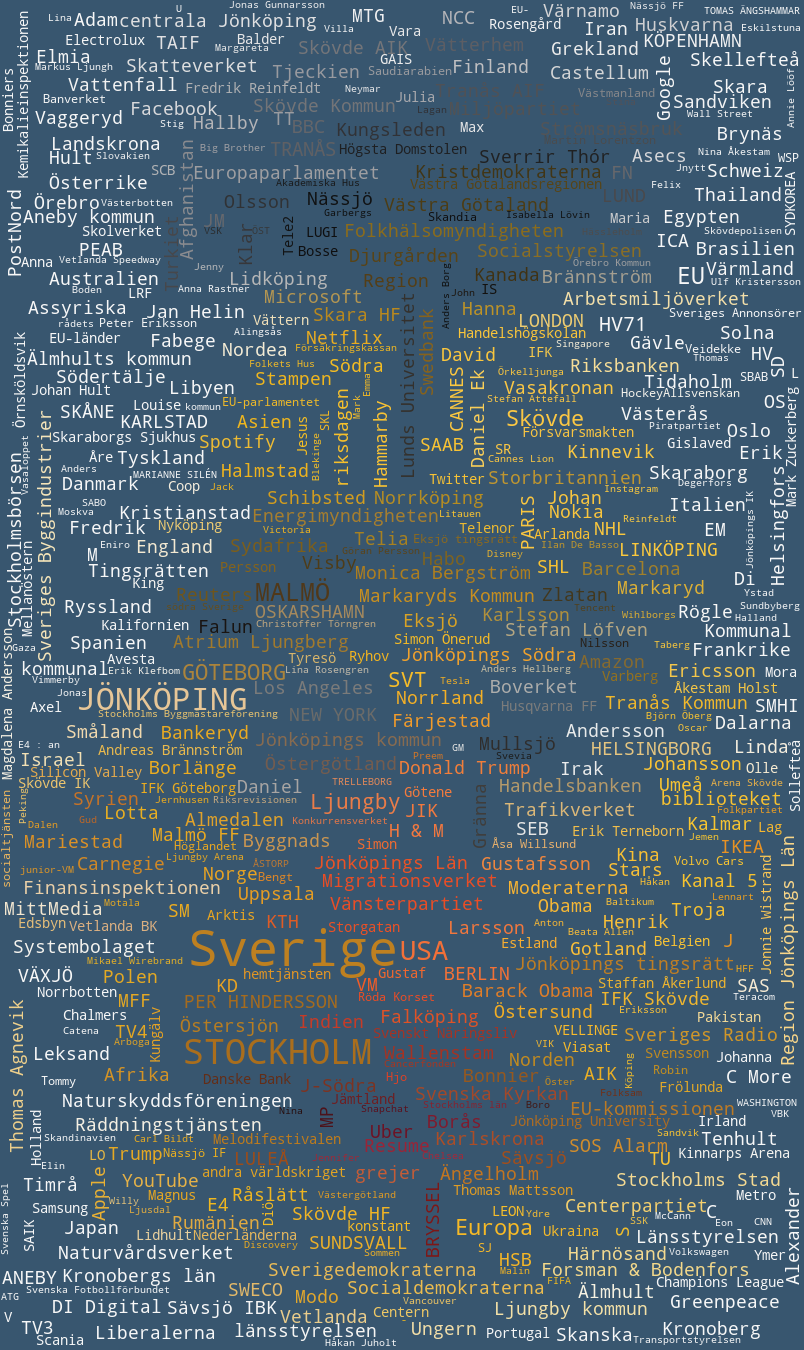 Jonas Gunnarsson
Nässjö FF
U
MTG
NCC
EU-
Värnamo
TOMAS ÄNGSHAMMAR
Lina
Adam
centrala
Jönköping
Villa
Vara
Rosengård
Iran
Huskvarna
Eskilstuna
Electrolux
TAIF
Balder
Margareta
Skövde AIK
Vätterhem
Grekland
KÖPENHAMN
Elmia
GAIS
Markus Ljungh
Skatteverket
Tjeckien
Saudiarabien
Finland
Castellum
Google
Skellefteå
Bonniers
Kemikalieinspektionen
Vattenfall
Fredrik Reinfeldt
Neymar
Julia
Västmanland
Skara
Annie Lööf
Banverket
Facebook
Skövde Kommun
Lagan
Sandviken
Wall Street
Vaggeryd
Stig
Hällby
TT
BBC
Kungsleden
Max
Strömsnäsbruk
Brynäs
Landskrona
Big Brother
TRANÅS
Högsta Domstolen
Nina Åkestam
Hult
Slovakien
SCB
Europaparlamentet
Sverrir Thór
Asecs
WSP
Österrike
Afghanistan
Akademiska Hus
Kristdemokraterna
FN
Jnytt
Schweiz
Örebro
Västerbotten
Olsson
Nässjö
Västra Götalandsregionen
LUND
Felix
Thailand
SYDKOREA
PostNord
Aneby kommun
JM
Garbergs
Västra Götaland
Isabella Lövin
Maria
Egypten
Skolverket
VSK
ÖST
Tele2
LUGI
Skandia
Folkhälsomyndigheten
Skövdepolisen
PEAB
Turkiet
Klar
Bosse
Djurgården
Socialstyrelsen
ICA
Brasilien
Anna
Vetlanda Speedway
Jenny
Anders Borg
Örebro Kommun
EU
Värmland
Australien
Lidköping
Region
Kanada
Brännström
Ulf Kristersson
Boden
LRF
Anna Rastner
Microsoft
John
IS
Arbetsmiljöverket
Assyriska
Jan Helin
Vättern
Skara HF
Hanna
LONDON
HV71
Sveriges Annonsörer
rådets
Peter Eriksson
Alingsås
Netflix
Handelshögskolan
Solna
EU-länder
Fabege
Nordea
Försäkringskassan
Swedbank
David
IFK
Singapore
Gävle
Veidekke
Älmhults kommun
Folkets Hus
Södra
Lunds Universitet
Riksbanken
Thomas
HV
SD
Örnsköldsvik
Södertälje
Libyen
Stampen
Emma
CANNES
Daniel Ek
Örkelljunga
Vasakronan
Tidaholm
SBAB
L
Johan Hult
Louise
kommun
EU-parlamentet
riksdagen
Mark
Stefan Attefall
HockeyAllsvenskan
OS
SKÅNE
KARLSTAD
Asien
Jesus
SKL
Hammarby
Skövde
Västerås
Mark Zuckerberg
Skaraborgs Sjukhus
Spotify
Blekinge
SAAB
Försvarsmakten
Piratpartiet
Oslo
Vasaloppet
Åre
Tyskland
SR
Kinnevik
Gislaved
Erik
Stockholmsbörsen
Anders
MARIANNE SILÉN
Halmstad
Cannes Lion
Skaraborg
Helsingfors
Danmark
Coop
Jack
Twitter
Storbritannien
Degerfors
Sveriges Byggindustrier
SABO
Schibsted
Norrköping
PARIS
Johan
Instagram
Italien
Jönköpings IK
Moskva
Kristianstad
Energimyndigheten
Litauen
Nokia
Reinfeldt
Fredrik
Nyköping
Victoria
Telenor
Arlanda
NHL
EM
Mellanöstern
Eniro
England
Sydafrika
Telia
Eksjö tingsrätt
Ilan De Basso
LINKÖPING
M
Göran Persson
Disney
Tingsrätten
Persson
Visby
Habo
SHL
Barcelona
Di
King
Monica Bergström
Markaryd
Ystad
Ryssland
Reuters
MALMÖ
Markaryds Kommun
Zlatan
Sundbyberg
OSKARSHAMN
Tencent
Wihlborgs
Rögle
Halland
Kalifornien
Falun
Christoffer Törngren
Eksjö
Karlsson
Stefan Löfven
Kommunal
Gaza
Spanien
Atrium Ljungberg
Simon Önerud
Nilsson
Taberg
Frankrike
Magdalena Andersson
kommunal
Avesta
Tyresö
Ryhov
Jönköpings Södra
Amazon
Vimmerby
Erik Klefbom
GÖTEBORG
Lina Rosengren
Anders Hellberg
Varberg
Ericsson
Mora
Jonas
Los Angeles
SVT
Tesla
Boverket
Åkestam Holst
Axel
JÖNKÖPING
Norrland
Husqvarna FF
Tranås Kommun
SMHI
Stockholms Byggmästareförening
NEW YORK
Färjestad
Björn Öberg
Dalarna
Småland
Bankeryd
Jönköpings kommun
Mullsjö
Andersson
Oscar
E4 : an
Andreas Brännström
Preem
GM
Svevia
HELSINGBORG
Linda
Sollefteå
Israel
Borlänge
Östergötland
Donald Trump
Irak
Johansson
Olle
Silicon Valley
TRELLEBORG
Skövde IK
IFK Göteborg
Daniel
Götene
Handelsbanken
Umeå
Arena Skövde
Syrien
Jernhusen
Riksrevisionen
Ljungby
JIK
Gränna
Trafikverket
biblioteket
socialtjänsten
Peking
Lotta
Almedalen
Konkurrensverket
Folkpartiet
Dalen
Gud
Malmö FF
H & M
SEB
Erik Terneborn
Kalmar
Lag
Mariestad
Höglandet
Byggnads
Simon
Åsa Willsund
Jemen
IKEA
Carnegie
Ljungby Arena
ÅSTORP
Jönköpings Län
Gustafsson
Kina
Volvo Cars
junior-VM
Norge
Bengt
Migrationsverket
Stars
Jonnie Wistrand
Finansinspektionen
Uppsala
Moderaterna
Håkan
Kanal 5
Region Jönköpings Län
MittMedia
Motala
SM
Arktis
Vänsterpartiet
Obama
Baltikum
Lennart
Troja
Edsbyn
Vetlanda BK
KTH
Storgatan
Larsson
Anton
Henrik
Beata Allen
Systembolaget
Sverige
USA
Estland
Gotland
Belgien
J
Mikael Wirebrand
VÄXJÖ
Polen
hemtjänsten
Gustaf
BERLIN
Jönköpings tingsrätt
HFF
KD
VM
Staffan Åkerlund
SAS
Norrbotten
MFF
PER HINDERSSON
Röda Korset
Barack Obama
IFK Skövde
Teracom
Thomas Agnevik
Chalmers
Kungälv
Falköping
Östersund
Eriksson
Pakistan
Catena
TV4
Östersjön
Indien
Svenskt Näringsliv
VELLINGE
Sveriges Radio
Arboga
VIK
Viasat
Leksand
STOCKHOLM
Wallenstam
Norden
Svensson
Johanna
Afrika
Köping
Robin
Tommy
Danske Bank
Hjo
Bonnier
AIK
C More
J-Södra
Öster
Frölunda
Naturskyddsföreningen
Jämtland
Svenska Kyrkan
Folksam
Nina
Snapchat
Stockholms län
Boro
EU-kommissionen
WASHINGTON
Holland
Räddningstjänsten
MP
Borås
Jönköping University
VBK
Irland
Skandinavien
Carl Bildt
Melodifestivalen
Uber
Karlskrona
Sandvik
Tenhult
Resumé
SOS Alarm
LO
Trump
Nässjö IF
LULEÅ
Sävsjö
TU
Kinnarps Arena
Elin
andra världskriget
grejer
Ängelholm
Stockholms Stad
Timrå
Apple
YouTube
Svenska Spel
Willy
Magnus
Råslätt
Västergötland
Thomas Mattsson
Metro
Alexander
Samsung
Ljusdal
E4
Skövde HF
BRYSSEL
LEON
Ydre
Centerpartiet
C
McCann
Rumänien
Diö
konstant
Europa
SSK
Eon
CNN
SAIK
Japan
Lidhult
Nederländerna
Ukraina
S
Länsstyrelsen
Naturvårdsverket
Discovery
SUNDSVALL
Sommen
SJ
HSB
Härnösand
Volkswagen
Ymer
ANEBY
Kronobergs län
Sverigedemokraterna
Malin
Forsman & Bodenfors
Svenska Fotbollförbundet
SWECO
Socialdemokraterna
FIFA
Champions League
ATG
Modo
Vancouver
Älmhult
Greenpeace
DI Digital
Sävsjö IBK
Vetlanda
Centern
Ljungby kommun
V
TV3
Liberalerna
länsstyrelsen
Ungern
Portugal
Skanska
Kronoberg
Scania
Håkan Juholt
Transportstyrelsen